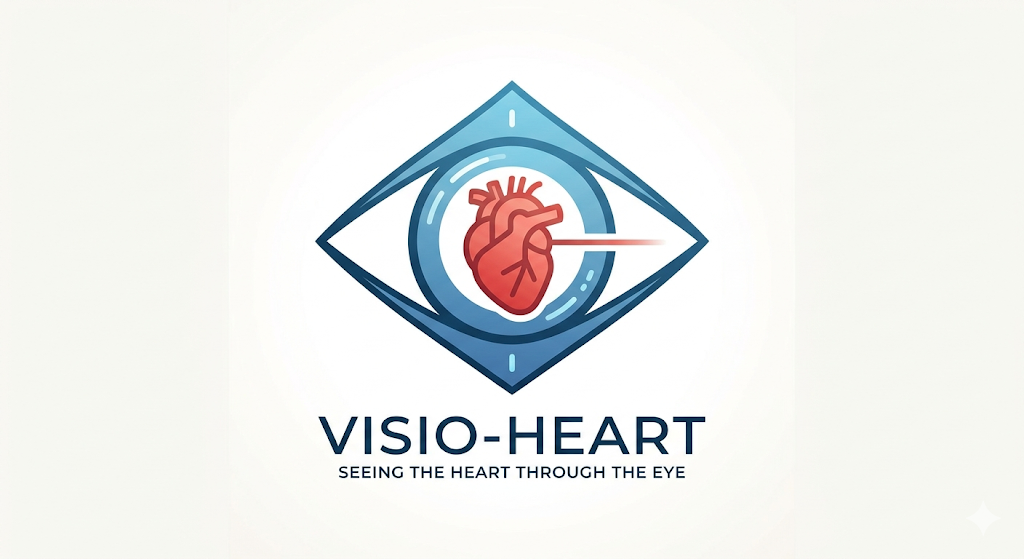 VISIO-HEART
SEEING THE HEART THROUGH THE EYE